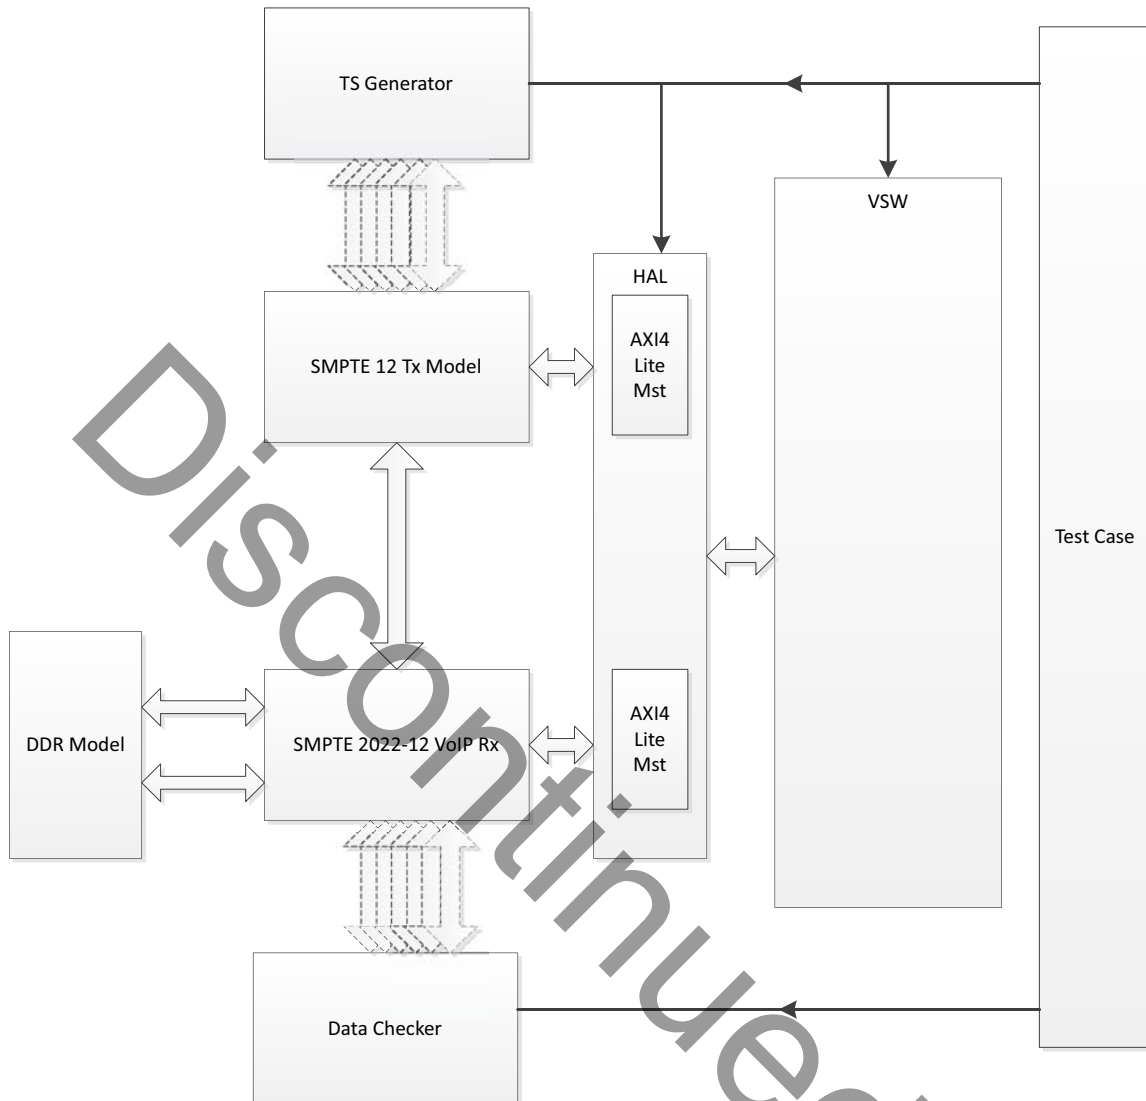 TS Generator
VSW
HAL
SMPTE 12 Tx Model
AXI4
Lite
Mst
Test Case
DDR Model
SMPTE 2022-12 VoIP Rx
AXI4
Lite
Mst
Data Checker
Discontinued